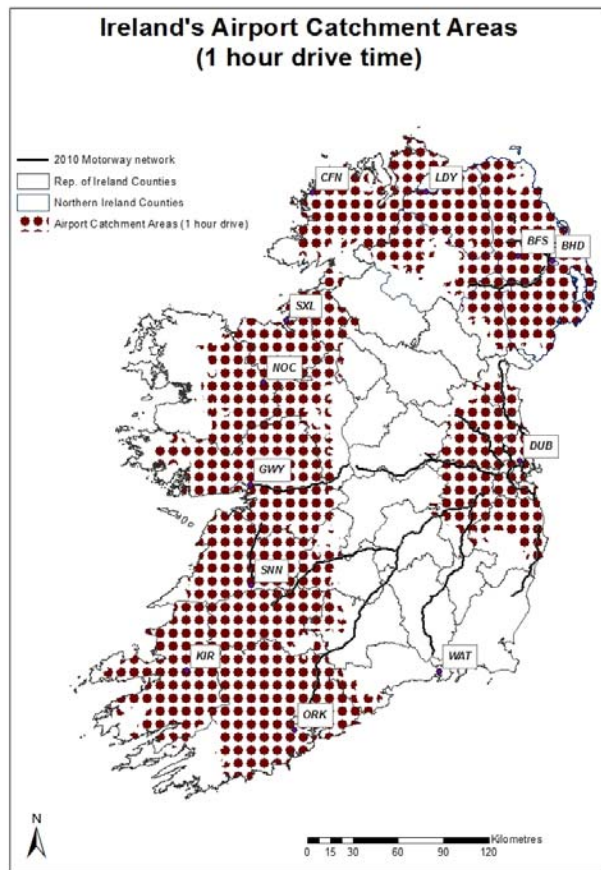 Ireland's Airport Catchment Areas
(1 hour drive time)
2010 Motorway network
Rep. of Ireland Counties
Northern Ireland Counties
Airport Catchment Areas (1 hour drive)
CFN
LDY
BFS
BHD
SXL
NOC
DUB
GWY
SNN
KIR
WAT
ORK
N
Kilometres
0 15 30 60 90 120